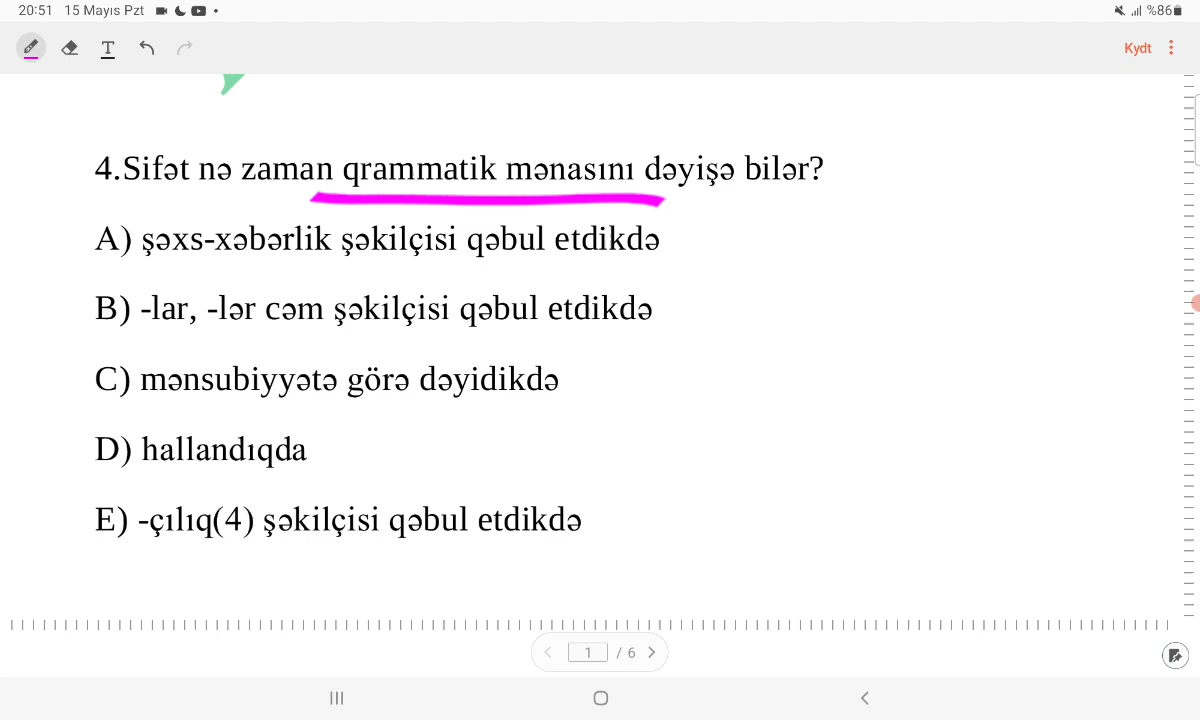 20:51 15 Mayıs Pzt • %86
T Kydt
4.Sifət nə zaman qrammatik mənasını dəyişə bilər?
A) şəxs-xəbərlik şəkilçisi qəbul etdikdə
B) -lar, -lər cəm şəkilçisi qəbul etdikdə
C) mənsubiyyətə görə dəyidikdə
D) hallandıqda
E) -çılıq(4) şəkilçisi qəbul etdikdə
1 / 6